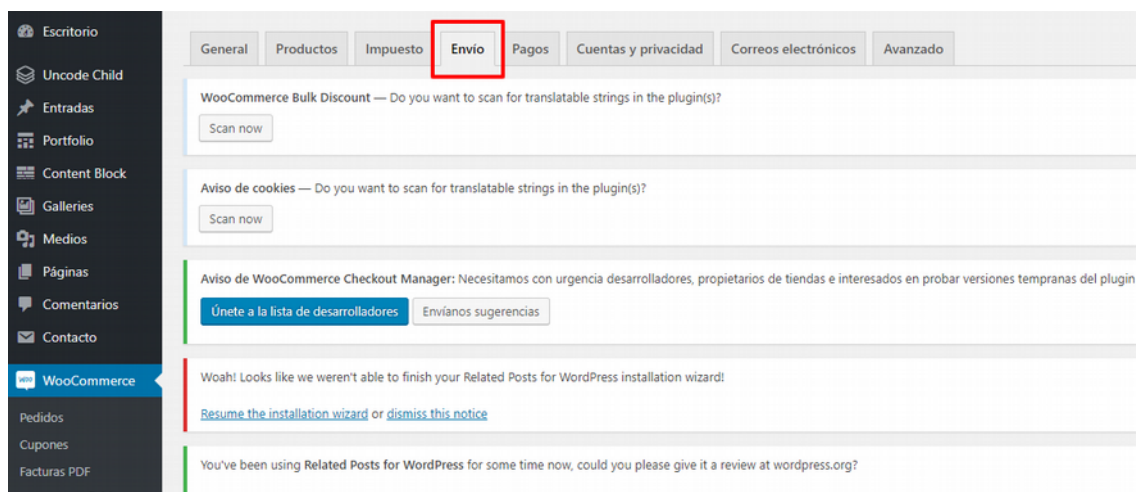 Escritorio
Uncode Child
Entradas
Portfolio
Content Block
Galleries
Medios
Páginas
Comentarios
Contacto
WooCommerce
Pedidos
Cupones
Facturas PDF
General Productos Impuesto Envío Pagos Cuentas y privacidad Correos electrónicos Avanzado
WooCommerce Bulk Discount — Do you want to scan for translatable strings in the plugin(s)?
Scan now
Aviso de cookies — Do you want to scan for translatable strings in the plugin(s)?
Scan now
Aviso de WooCommerce Checkout Manager: Necesitamos con urgencia desarrolladores, propietarios de tiendas e interesados en probar versiones tempranas del plugin
Únete a la lista de desarrolladores Envíanos sugerencias
Woah! Looks like we weren't able to finish your Related Posts for WordPress installation wizard!
Resume the installation wizard or dismiss this notice
You've been using Related Posts for WordPress for some time now, could you please give it a review at wordpress.org?